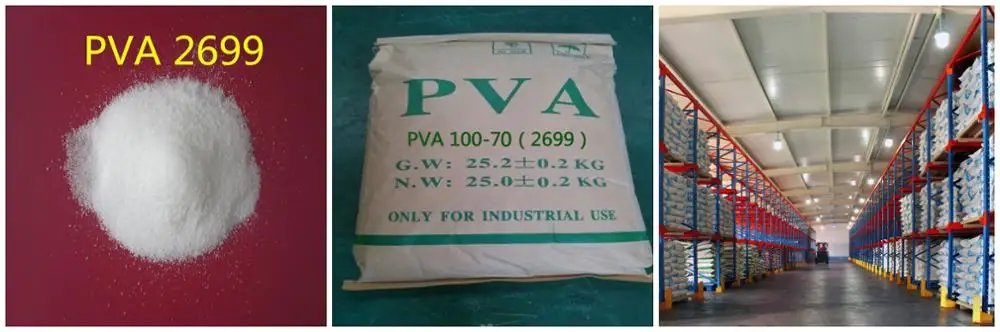 PVA 2699
PVA
PVA 100-70 ( 2699 )
G.W: 25.2±0.2 KG
N.W: 25.0±0.2 KG
ONLY FOR INDUSTRIAL USE